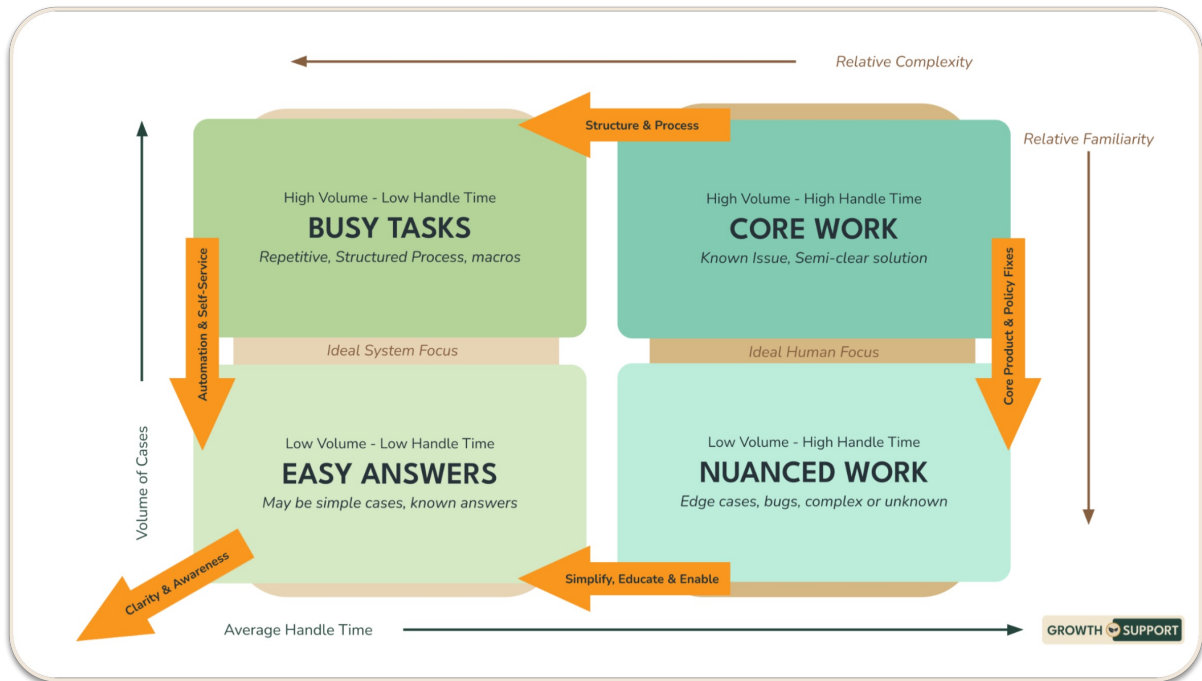 Relative Complexity
Structure & Process
Relative Familiarity
High Volume - Low Handle Time
BUSY TASKS
Repetitive, Structured Process, macros
High Volume - High Handle Time
CORE WORK
Known Issue, Semi-clear solution
Automation & Self-Service
Core Product & Policy Fixes
Ideal System Focus
Ideal Human Focus
Volume of Cases
Low Volume - Low Handle Time
EASY ANSWERS
May be simple cases, known answers
Low Volume - High Handle Time
NUANCED WORK
Edge cases, bugs, complex or unknown
Clarity & Awareness
Simplify, Educate & Enable
Average Handle Time
GROWTH SUPPORT